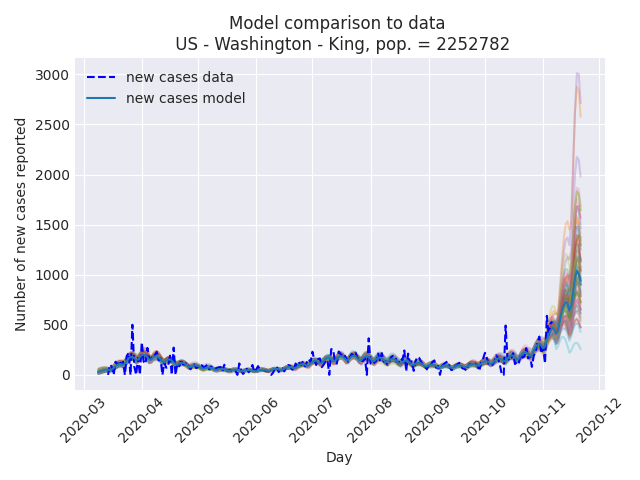 Model comparison to data
US - Washington - King, pop. = 2252782
new cases data
new cases model
Number of new cases reported
3000
2500
2000
1500
1000
500
0
2020-03
2020-04
2020-05
2020-06
2020-07
2020-08
2020-09
2020-10
2020-11
2020-12
Day